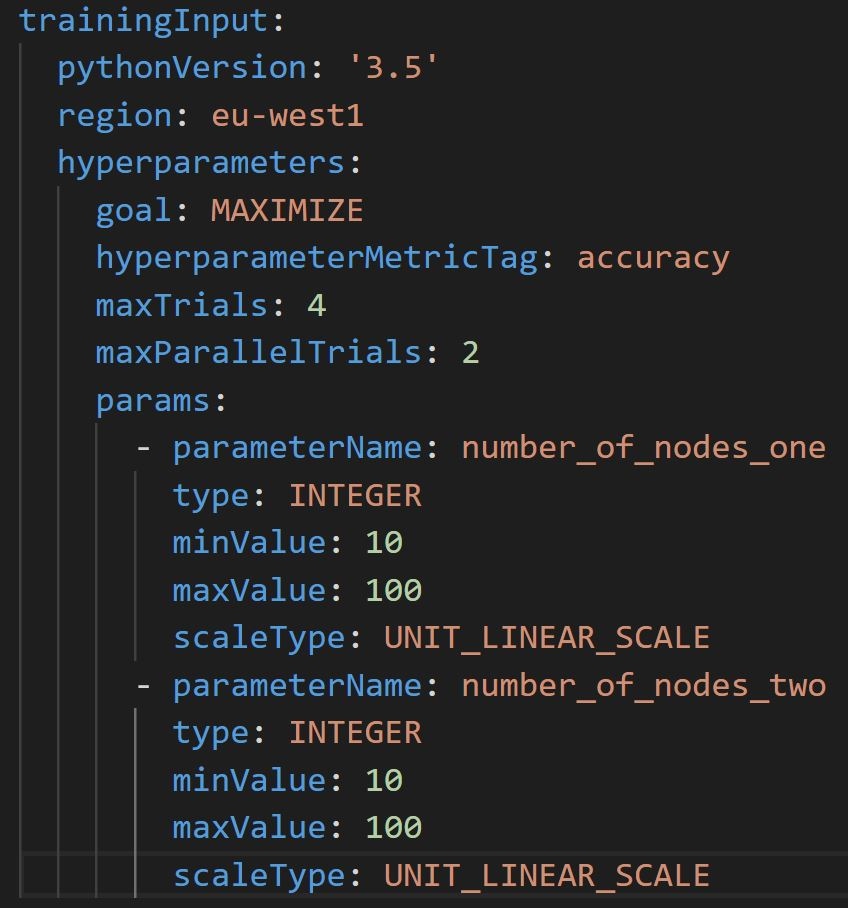 trainingInput:
  pythonVersion: '3.5'
  region: eu-west1
  hyperparameters:
    goal: MAXIMIZE
    hyperparameterMetricTag: accuracy
    maxTrials: 4
    maxParallelTrials: 2
    params:
      - parameterName: number_of_nodes_one
        type: INTEGER
        minValue: 10
        maxValue: 100
        scaleType: UNIT_LINEAR_SCALE
      - parameterName: number_of_nodes_two
        type: INTEGER
        minValue: 10
        maxValue: 100
        scaleType: UNIT_LINEAR_SCALE